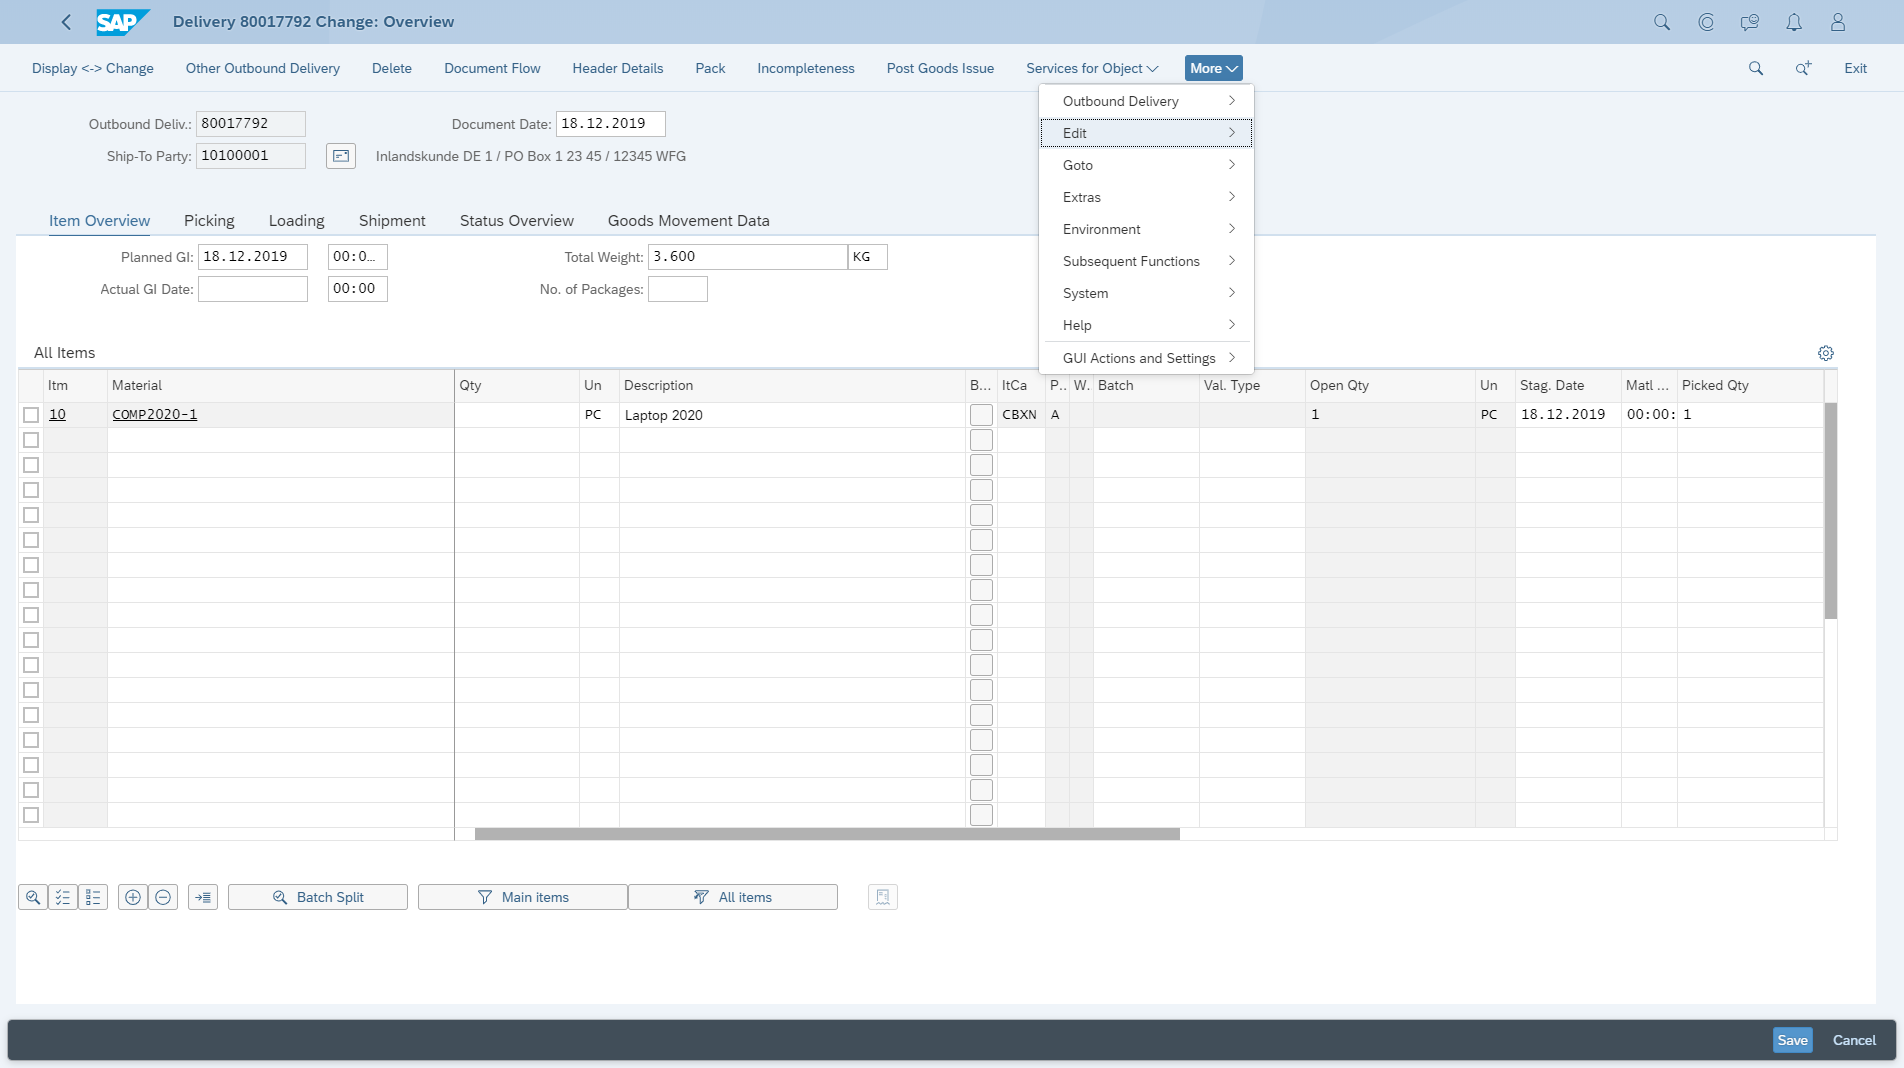 SAP Delivery 80017792 Change: Overview
Display <-> Change Other Outbound Delivery Delete Document Flow Header Details Pack Incompleteness Post Goods Issue Services for Object More Exit
Outbound Delivery
Edit
Goto
Extras
Environment
Subsequent Functions
System
Help
GUI Actions and Settings
Outbound Deliv.: 80017792 Document Date: 18.12.2019
Ship-To Party: 10100001 Inlandskunde DE 1 / PO Box 1 23 45 / 12345 WFG
Item Overview Picking Loading Shipment Status Overview Goods Movement Data
Planned GI: 18.12.2019 00:0... Total Weight: 3.600 KG
Actual GI Date: 00:00 No. of Packages:
All Items
Itm Material Qty Un Description B... ItCa P.. W. Batch Val. Type Open Qty Un Stag. Date Matl ... Picked Qty
10 COMP2020-1 PC Laptop 2020 CBXN A 1 PC 18.12.2019 00:00: 1
Batch Split Main items All items
Save Cancel